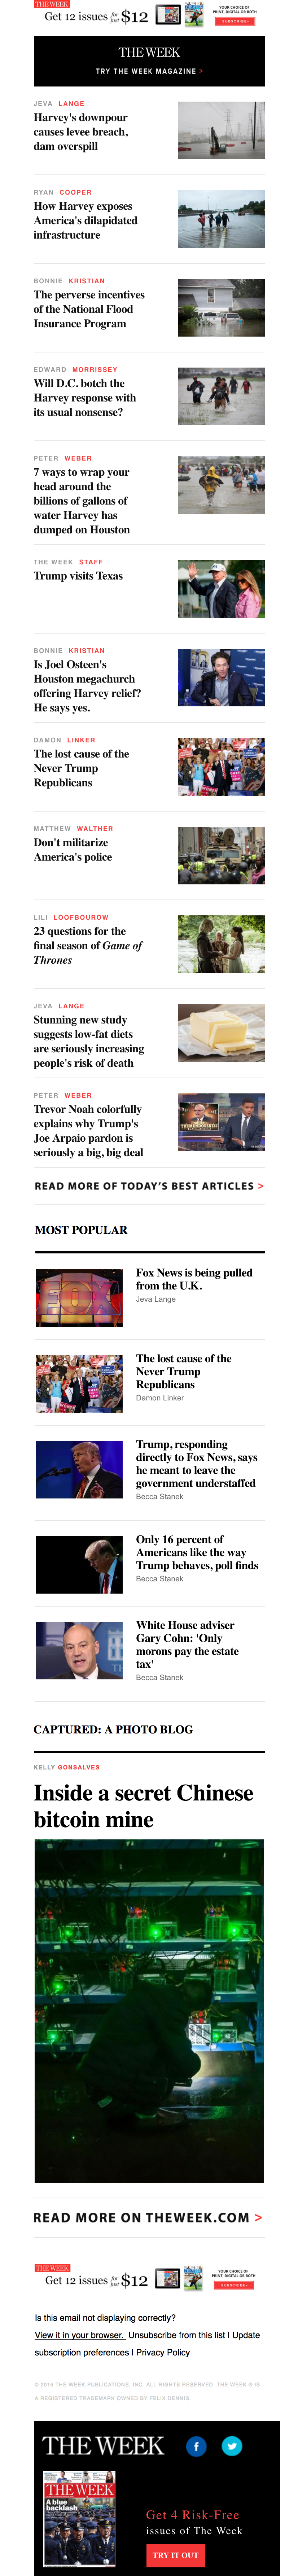 THE WEEK
Get 12 issues for just $12
YOUR CHOICE OF
PRINT, DIGITAL OR BOTH
SUBSCRIBE >
THE WEEK
TRY THE WEEK MAGAZINE >
JEVA LANGE
Harvey's downpour
causes levee breach,
dam overspill
RYAN COOPER
How Harvey exposes
America's dilapidated
infrastructure
BONNIE KRISTIAN
The perverse incentives
of the National Flood
Insurance Program
EDWARD MORRISSEY
Will D.C. botch the
Harvey response with
its usual nonsense?
PETER WEBER
7 ways to wrap your
head around the
billions of gallons of
water Harvey has
dumped on Houston
THE WEEK STAFF
Trump visits Texas
BONNIE KRISTIAN
Is Joel Osteen's
Houston megachurch
offering Harvey relief?
He says yes.
DAMON LINKER
The lost cause of the
Never Trump
Republicans
MATTHEW WALTHER
Don't militarize
America's police
LILI LOOFBOUROW
23 questions for the
final season of Game of
Thrones
JEVA LANGE
Stunning new study
suggests low-fat diets
are seriously increasing
people's risk of death
PETER WEBER
Trevor Noah colorfully
explains why Trump's
Joe Arpaio pardon is
seriously a big, big deal
READ MORE OF TODAY'S BEST ARTICLES >
MOST POPULAR
Fox News is being pulled
from the U.K.
Jeva Lange
FOX
The lost cause of the
Never Trump
Republicans
Damon Linker
Trump, responding
directly to Fox News, says
he meant to leave the
government understaffed
Becca Stanek
Only 16 percent of
Americans like the way
Trump behaves, poll finds
Becca Stanek
White House adviser
Gary Cohn: 'Only
morons pay the estate
tax'
Becca Stanek
CAPTURED: A PHOTO BLOG
KELLY GONSALVES
Inside a secret Chinese
bitcoin mine
READ MORE ON THEWEEK.COM >
THE WEEK
Get 12 issues for just $12
YOUR CHOICE OF
PRINT, DIGITAL OR BOTH
SUBSCRIBE >
Is this email not displaying correctly?
View it in your browser. Unsubscribe from this list | Update
subscription preferences | Privacy Policy
© 2015 THE WEEK PUBLICATIONS, INC. ALL RIGHTS RESERVED. THE WEEK ® IS
A REGISTERED TRADEMARK OWNED BY FELIX DENNIS.
THE WEEK
THE WEEK
A blue
backlash
Get 4 Risk-Free
issues of The Week
TRY IT OUT